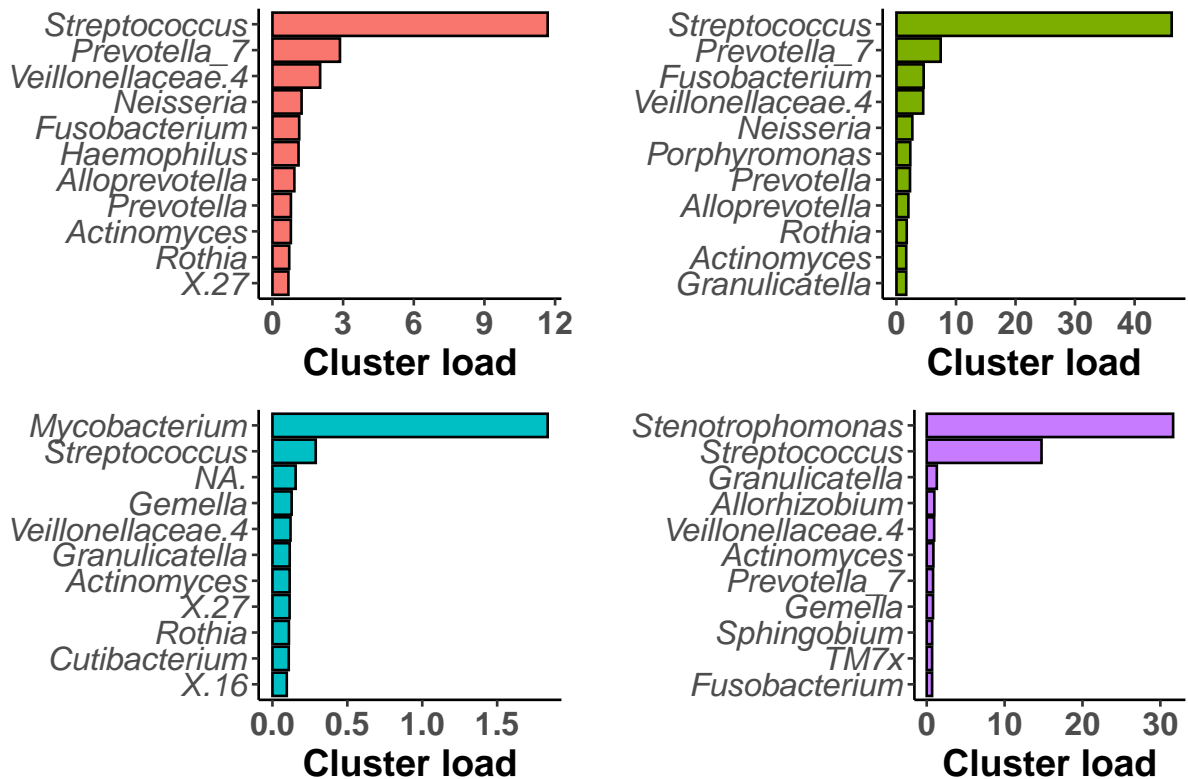 Streptococcus
Prevotella_7
Veillonellaceae.4
Neisseria
Fusobacterium
Haemophilus
Alloprevotella
Prevotella
Actinomyces
Rothia
X.27
0 3 6 9 12
Cluster load
Streptococcus
Prevotella_7
Fusobacterium
Veillonellaceae.4
Neisseria
Porphyromonas
Prevotella
Alloprevotella
Rothia
Actinomyces
Granulicatella
0 10 20 30 40
Cluster load
Mycobacterium
Streptococcus
NA.
Gemella
Veillonellaceae.4
Granulicatella
Actinomyces
X.27
Rothia
Cutibacterium
X.16
0.0 0.5 1.0 1.5
Cluster load
Stenotrophomonas
Streptococcus
Granulicatella
Allorhizobium
Veillonellaceae.4
Actinomyces
Prevotella_7
Gemella
Sphingobium
TM7x
Fusobacterium
0 10 20 30
Cluster load